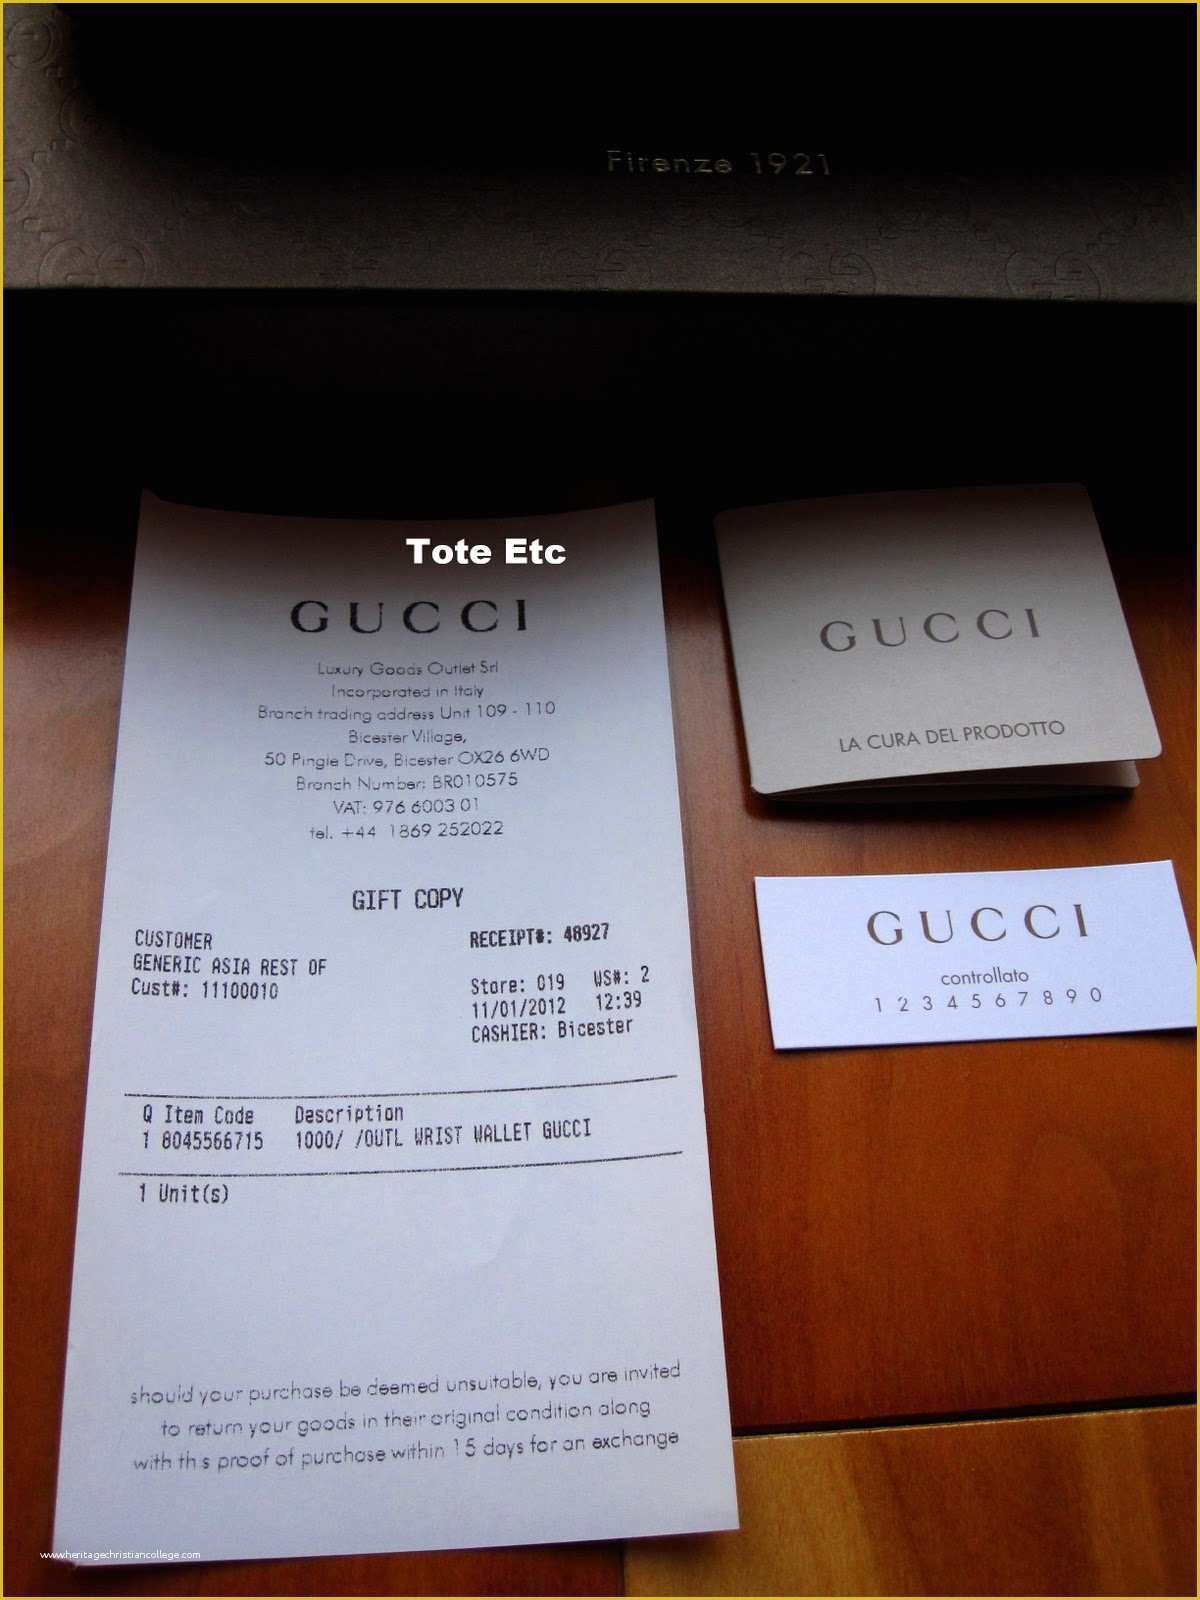 Firenze 1921
Tote Etc
GUCCI
Luxury Goods Outlet Srl
Incorporated in Italy
Branch trading address Unit 109 - 110
Bicester Village,
50 Pingle Drive, Bicester OX26 6WD
Branch Number: BR010575
VAT: 976 6003 01
tel. +44 1869 252022
GIFT COPY
CUSTOMER
GENERIC ASIA REST OF
Cust#: 11100010
RECEIPT#: 48927
Store: 019 WS#: 2
11/01/2012 12:39
CASHIER: Bicester
Q Item Code Description
1 8045566715 1000/ /OUTL WRIST WALLET GUCCI
1 Unit(s)
should your purchase be deemed unsuitable, you are invited
to return your goods in their original condition along
with this proof of purchase within 15 days for an exchange
GUCCI
LA CURA DEL PRODOTTO
GUCCI
controllato
1 2 3 4 5 6 7 8 9 0
www.heritagechristiancollege.com